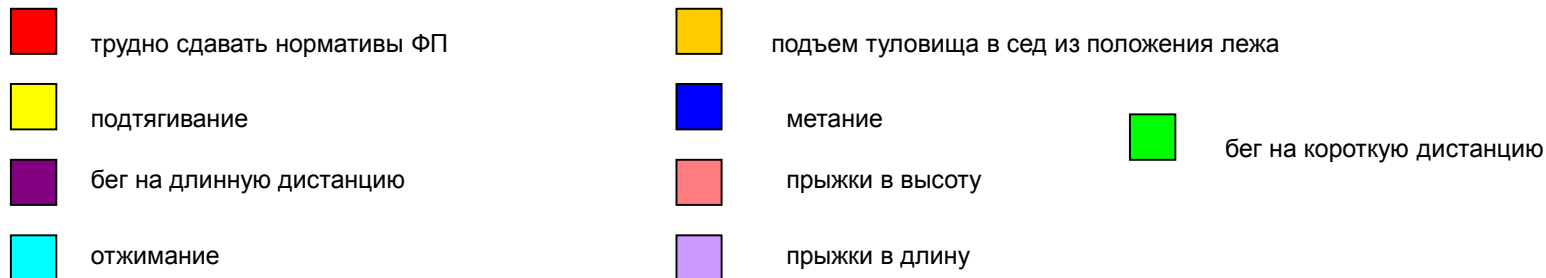 трудно сдавать нормативы ФП
подтягивание
бег на длинную дистанцию
отжимание
подъем туловища в сед из положения лежа
метание
прыжки в высоту
прыжки в длину
бег на короткую дистанцию